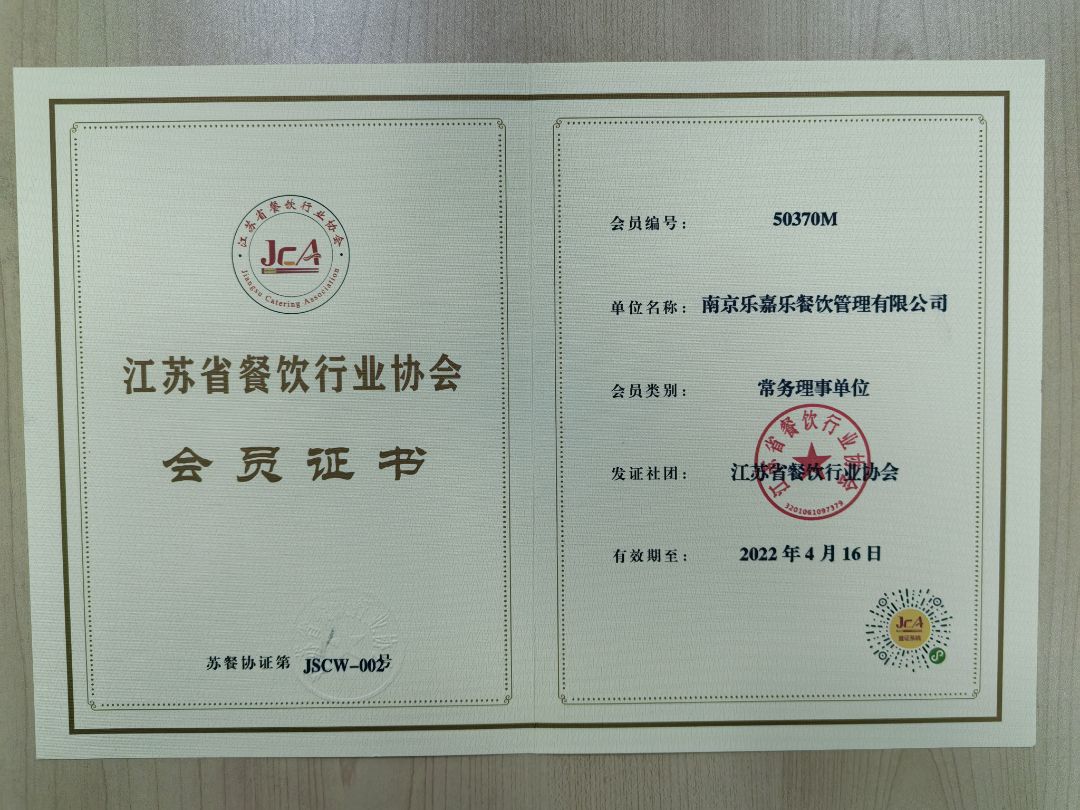 江苏省餐饮行业协会
JCA
Jiangsu Catering Association
江苏省餐饮行业协会
会员证书
苏餐协证第 JSCW-002号
会员编号: 50370M
单位名称: 南京乐嘉乐餐饮管理有限公司
会员类别: 常务理事单位
发证社团: 江苏省餐饮行业协会
江苏省餐饮行业协会
3201061097379
有效期至: 2022年4月16日
JCA